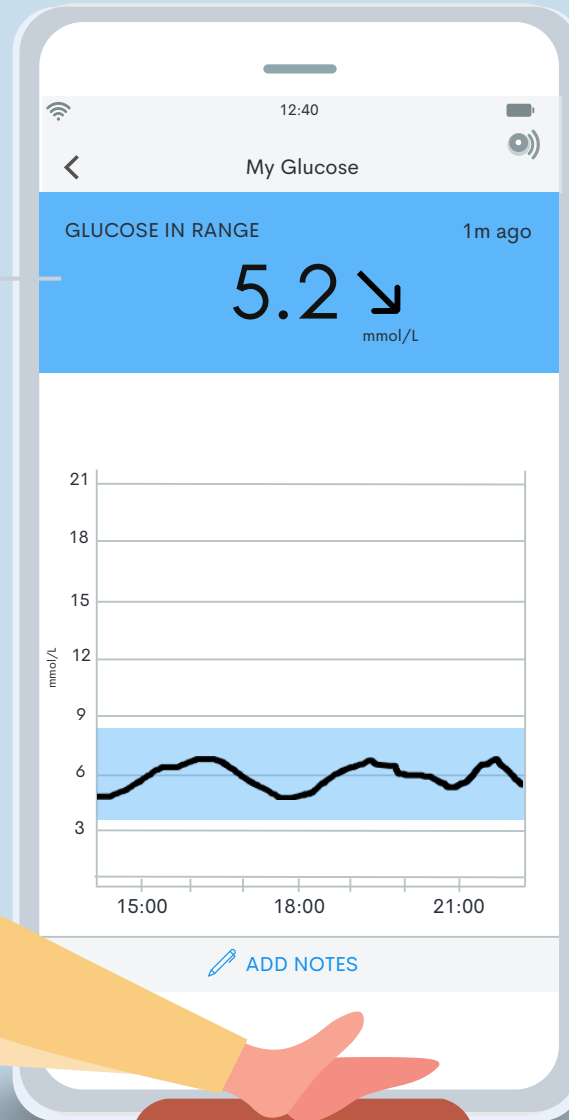 12:40
My Glucose
GLUCOSE IN RANGE 1m ago
5.2
mmol/L
21
18
15
mmol/L
12
9
6
3
15:00 18:00 21:00
ADD NOTES